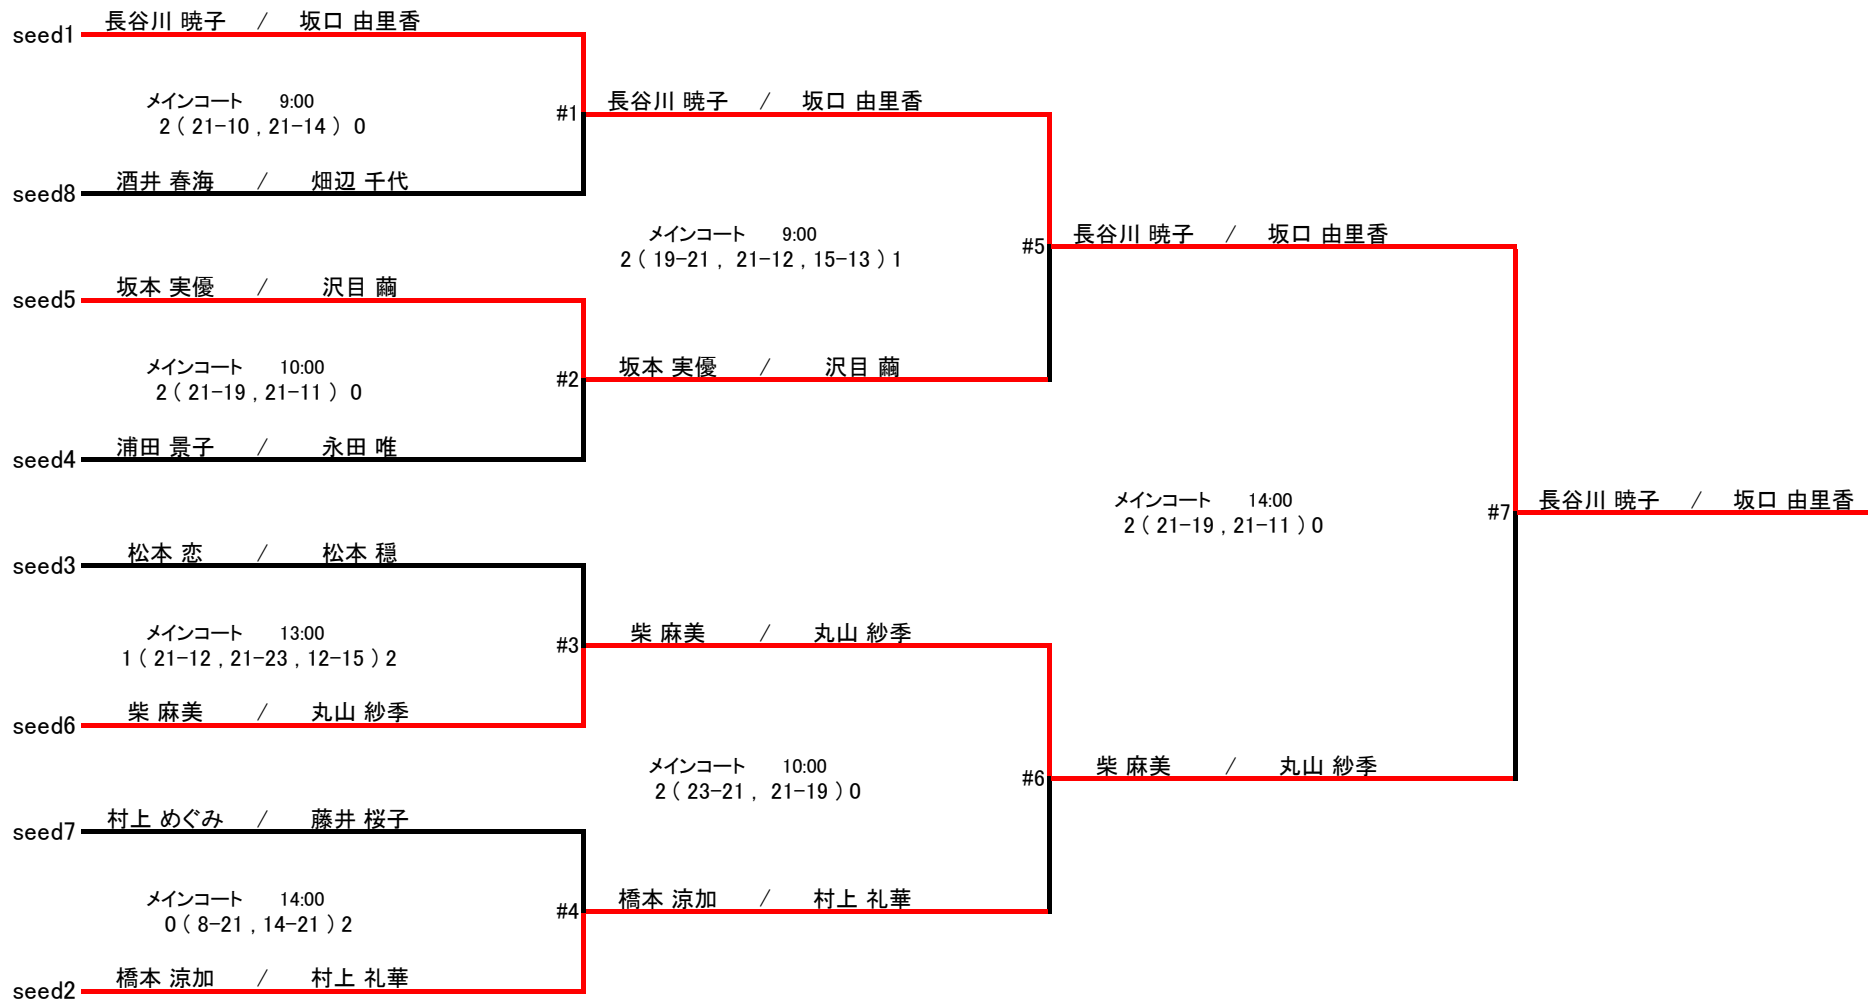 長谷川 暁子 / 坂口 由里香
seed1
メインコート 9:00
2 ( 21-10 , 21-14 ) 0
#1
長谷川 暁子 / 坂口 由里香
酒井 春海 / 畑辺 千代
seed8
メインコート 9:00
2 ( 19-21 , 21-12 , 15-13 ) 1
#5
長谷川 暁子 / 坂口 由里香
坂本 実優 / 沢目 繭
seed5
メインコート 10:00
2 ( 21-19 , 21-11 ) 0
#2
坂本 実優 / 沢目 繭
浦田 景子 / 永田 唯
seed4
メインコート 14:00
2 ( 21-19 , 21-11 ) 0
#7
長谷川 暁子 / 坂口 由里香
松本 恋 / 松本 穏
seed3
メインコート 13:00
1 ( 21-12 , 21-23 , 12-15 ) 2
#3
柴 麻美 / 丸山 紗季
柴 麻美 / 丸山 紗季
seed6
メインコート 10:00
2 ( 23-21 , 21-19 ) 0
#6
柴 麻美 / 丸山 紗季
村上 めぐみ / 藤井 桜子
seed7
メインコート 14:00
0 ( 8-21 , 14-21 ) 2
#4
橋本 涼加 / 村上 礼華
橋本 涼加 / 村上 礼華
seed2